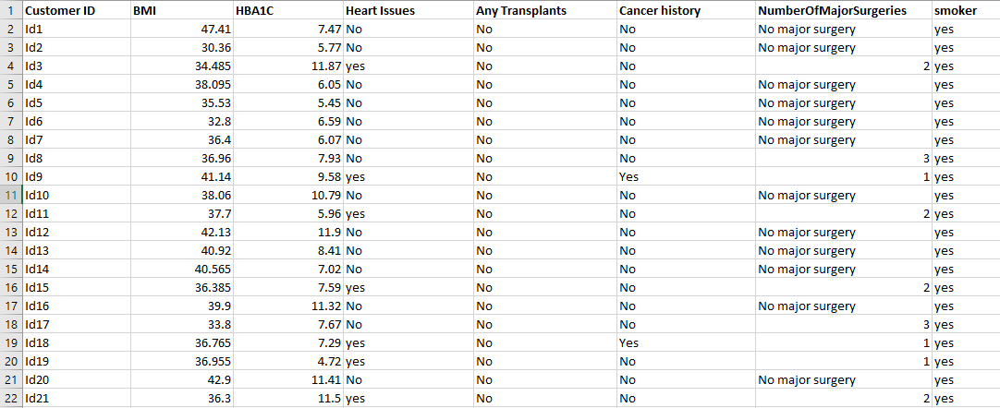 1 Customer ID BMI HBA1C Heart Issues Any Transplants Cancer history NumberOfMajorSurgeries smoker
2 Id1 47.41 7.47 No No No No major surgery yes
3 Id2 30.36 5.77 No No No No major surgery yes
4 Id3 34.485 11.87 yes No No 2 yes
5 Id4 38.095 6.05 No No No No major surgery yes
6 Id5 35.53 5.45 No No No No major surgery yes
7 Id6 32.8 6.59 No No No No major surgery yes
8 Id7 36.4 6.07 No No No No major surgery yes
9 Id8 36.96 7.93 No No No 3 yes
10 Id9 41.14 9.58 yes No Yes 1 yes
11 Id10 38.06 10.79 No No No No major surgery yes
12 Id11 37.7 5.96 yes No No 2 yes
13 Id12 42.13 11.9 No No No No major surgery yes
14 Id13 40.92 8.41 No No No No major surgery yes
15 Id14 40.565 7.02 No No No No major surgery yes
16 Id15 36.385 7.59 yes No No 2 yes
17 Id16 39.9 11.32 No No No No major surgery yes
18 Id17 33.8 7.67 No No No 3 yes
19 Id18 36.765 7.29 yes No Yes 1 yes
20 Id19 36.955 4.72 yes No No 1 yes
21 Id20 42.9 11.41 No No No No major surgery yes
22 Id21 36.3 11.5 yes No No 2 yes